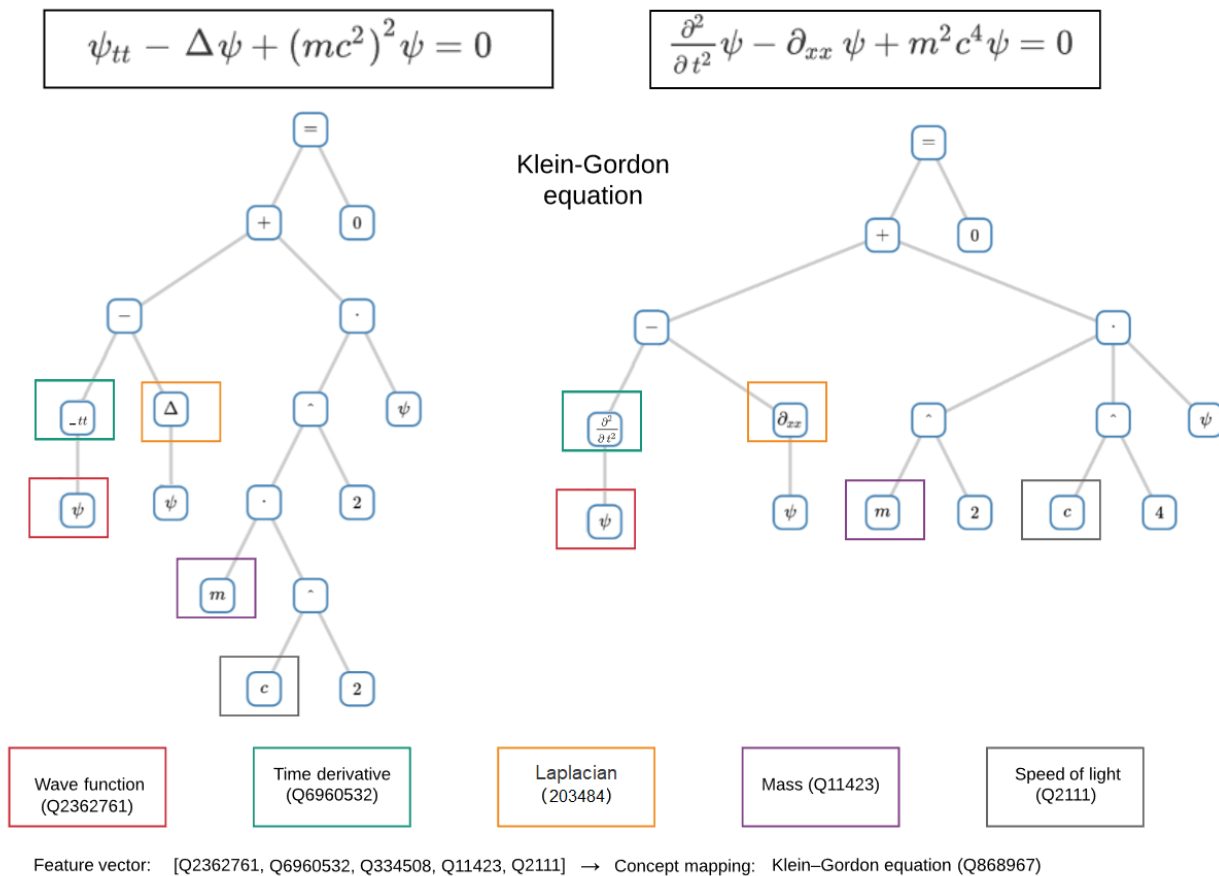 ψ_{tt} − Δψ + (mc²)²ψ = 0
∂²/∂t² ψ − ∂_{xx} ψ + m²c⁴ψ = 0
Klein-Gordon
equation
=
+
0
−
·
_tt
Δ
^
ψ
ψ
ψ
·
2
m
^
c
2
=
+
0
−
·
∂²/∂t²
∂_{xx}
^
^
ψ
ψ
ψ
m
2
c
4
Wave function
(Q2362761)
Time derivative
(Q6960532)
Laplacian
(203484)
Mass (Q11423)
Speed of light
(Q2111)
Feature vector: [Q2362761, Q6960532, Q334508, Q11423, Q2111] → Concept mapping: Klein–Gordon equation (Q868967)